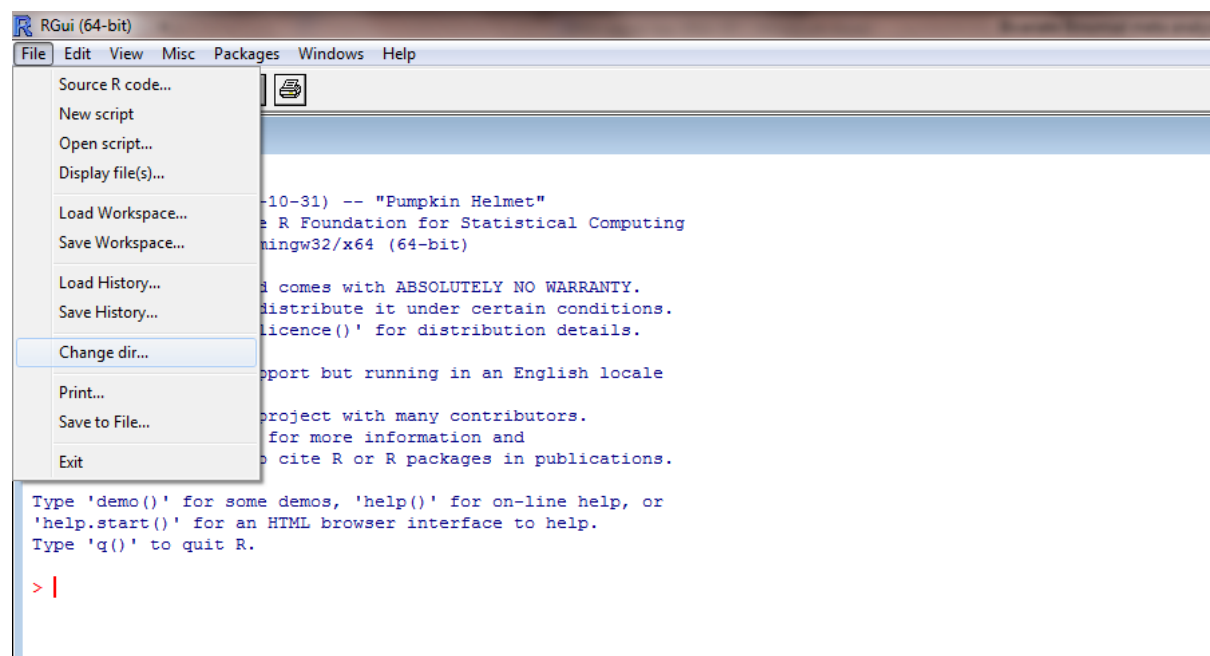 RGui (64-bit)
File Edit View Misc Packages Windows Help
Source R code...
New script
Open script...
Display file(s)...
Load Workspace...
Save Workspace...
Load History...
Save History...
Change dir...
Print...
Save to File...
Exit
-10-31) -- "Pumpkin Helmet"
R Foundation for Statistical Computing
mingw32/x64 (64-bit)
comes with ABSOLUTELY NO WARRANTY.
distribute it under certain conditions.
licence()' for distribution details.
pport but running in an English locale
project with many contributors.
for more information and
cite R or R packages in publications.
Type 'demo()' for some demos, 'help()' for on-line help, or
'help.start()' for an HTML browser interface to help.
Type 'q()' to quit R.
>